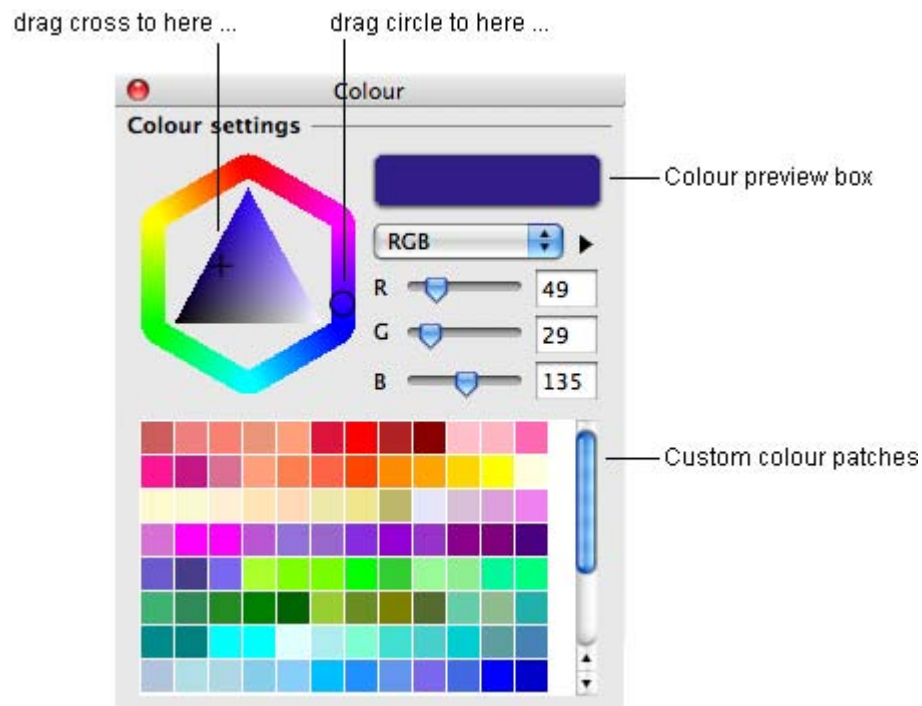 drag cross to here ...
drag circle to here ...
Colour
Colour settings
Colour preview box
RGB
R 49
G 29
B 135
Custom colour patches